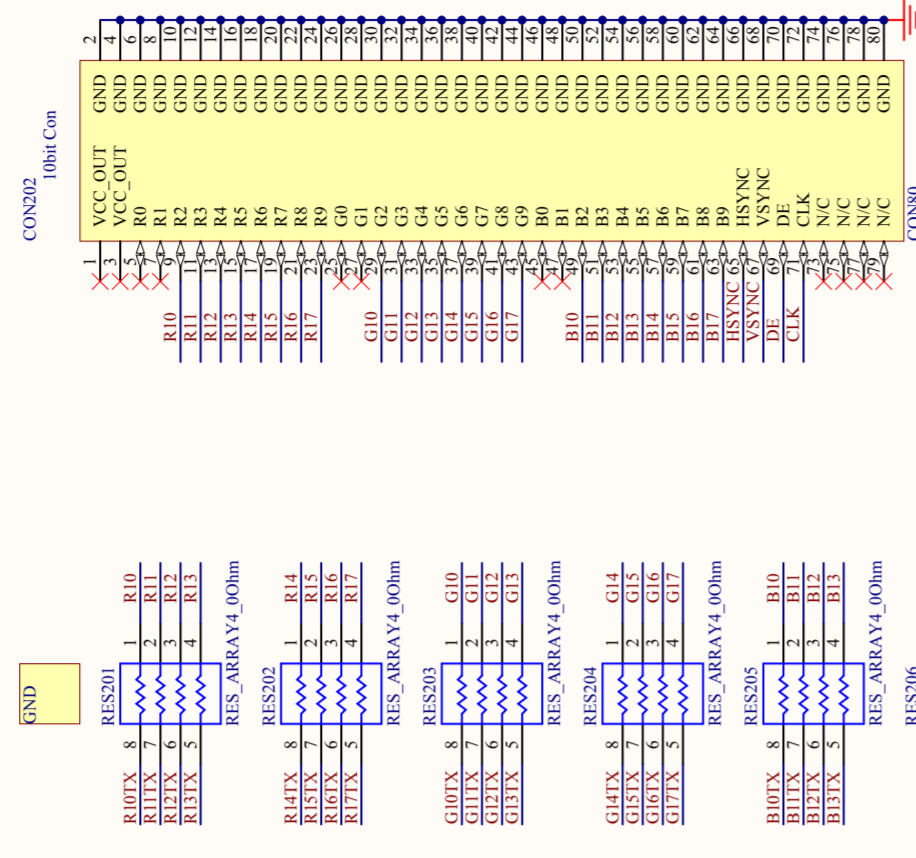 2 4 6 8 10 12 14 16 18 20 22 24 26 28 30 32 34 36 38 40 42 44 46 48 50 52 54 56 58 60 62 64 66 68 70 72 74 76 78 80
GND GND GND GND GND GND GND GND GND GND GND GND GND GND GND GND GND GND GND GND GND GND GND GND GND GND GND GND GND GND GND GND GND GND GND GND GND GND GND GND
CON202
10bit Con
VCC_OUT VCC_OUT R0 R1 R2 R3 R4 R5 R6 R7 R8 R9 G0 G1 G2 G3 G4 G5 G6 G7 G8 G9 B0 B1 B2 B3 B4 B5 B6 B7 B8 B9 HSYNC VSYNC DE CLK N/C N/C N/C N/C
CON80
1 3 5 7 9 11 13 15 17 19 21 23 25 27 29 31 33 35 37 39 41 43 45 47 49 51 53 55 57 59 61 63 65 67 69 71 73 75 77 79
R10 R11 R12 R13 R14 R15 R16 R17 G10 G11 G12 G13 G14 G15 G16 G17 B10 B11 B12 B13 B14 B15 B16 B17 HSYNC VSYNC DE CLK
R10 R11 R12 R13
1 2 3 4
RES201
RES_ARRAY4_0Ohm
8 7 6 5
R10TX R11TX R12TX R13TX
R14 R15 R16 R17
1 2 3 4
RES202
RES_ARRAY4_0Ohm
8 7 6 5
R14TX R15TX R16TX R17TX
G10 G11 G12 G13
1 2 3 4
RES203
RES_ARRAY4_0Ohm
8 7 6 5
G10TX G11TX G12TX G13TX
G14 G15 G16 G17
1 2 3 4
RES204
RES_ARRAY4_0Ohm
8 7 6 5
G14TX G15TX G16TX G17TX
B10 B11 B12 B13
1 2 3 4
RES205
RES_ARRAY4_0Ohm
8 7 6 5
B10TX B11TX B12TX B13TX
RES206
GND